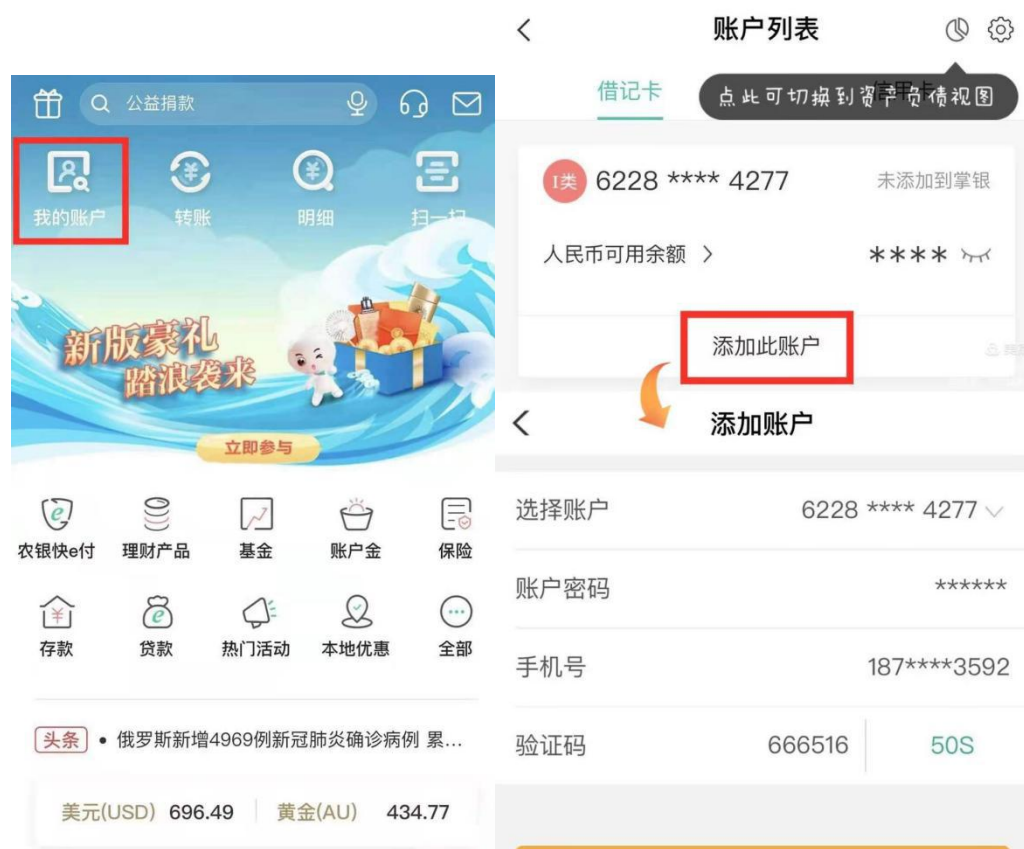 公益捐款
我的账户
转账
明细
扫一扫
新版豪礼
踏浪袭来
立即参与
农银快e付
理财产品
基金
账户金
保险
存款
贷款
热门活动
本地优惠
全部
头条 • 俄罗斯新增4969例新冠肺炎确诊病例 累...
美元(USD) 696.49 黄金(AU) 434.77
账户列表
借记卡
信用卡
点此可切换到资产负债视图
I类 6228 **** 4277 未添加到掌银
人民币可用余额 ****
添加此账户
添加账户
选择账户 6228 **** 4277
账户密码 ******
手机号 187****3592
验证码 666516 50S